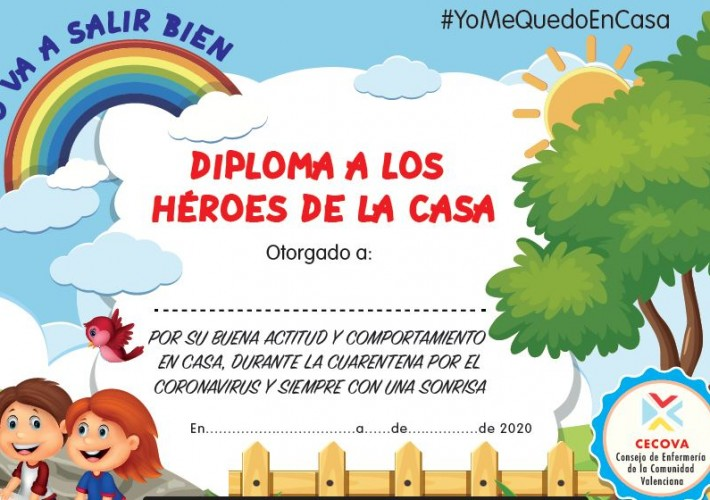 #YoMeQuedoEnCasa
VA A SALIR BIEN
DIPLOMA A LOS
HÉROES DE LA CASA
Otorgado a:
POR SU BUENA ACTITUD Y COMPORTAMIENTO
EN CASA, DURANTE LA CUARENTENA POR EL
CORONAVIRUS Y SIEMPRE CON UNA SONRISA
En................................a......de...............de 2020
CECOVA
Consejo de Enfermería
de la Comunidad
Valenciana